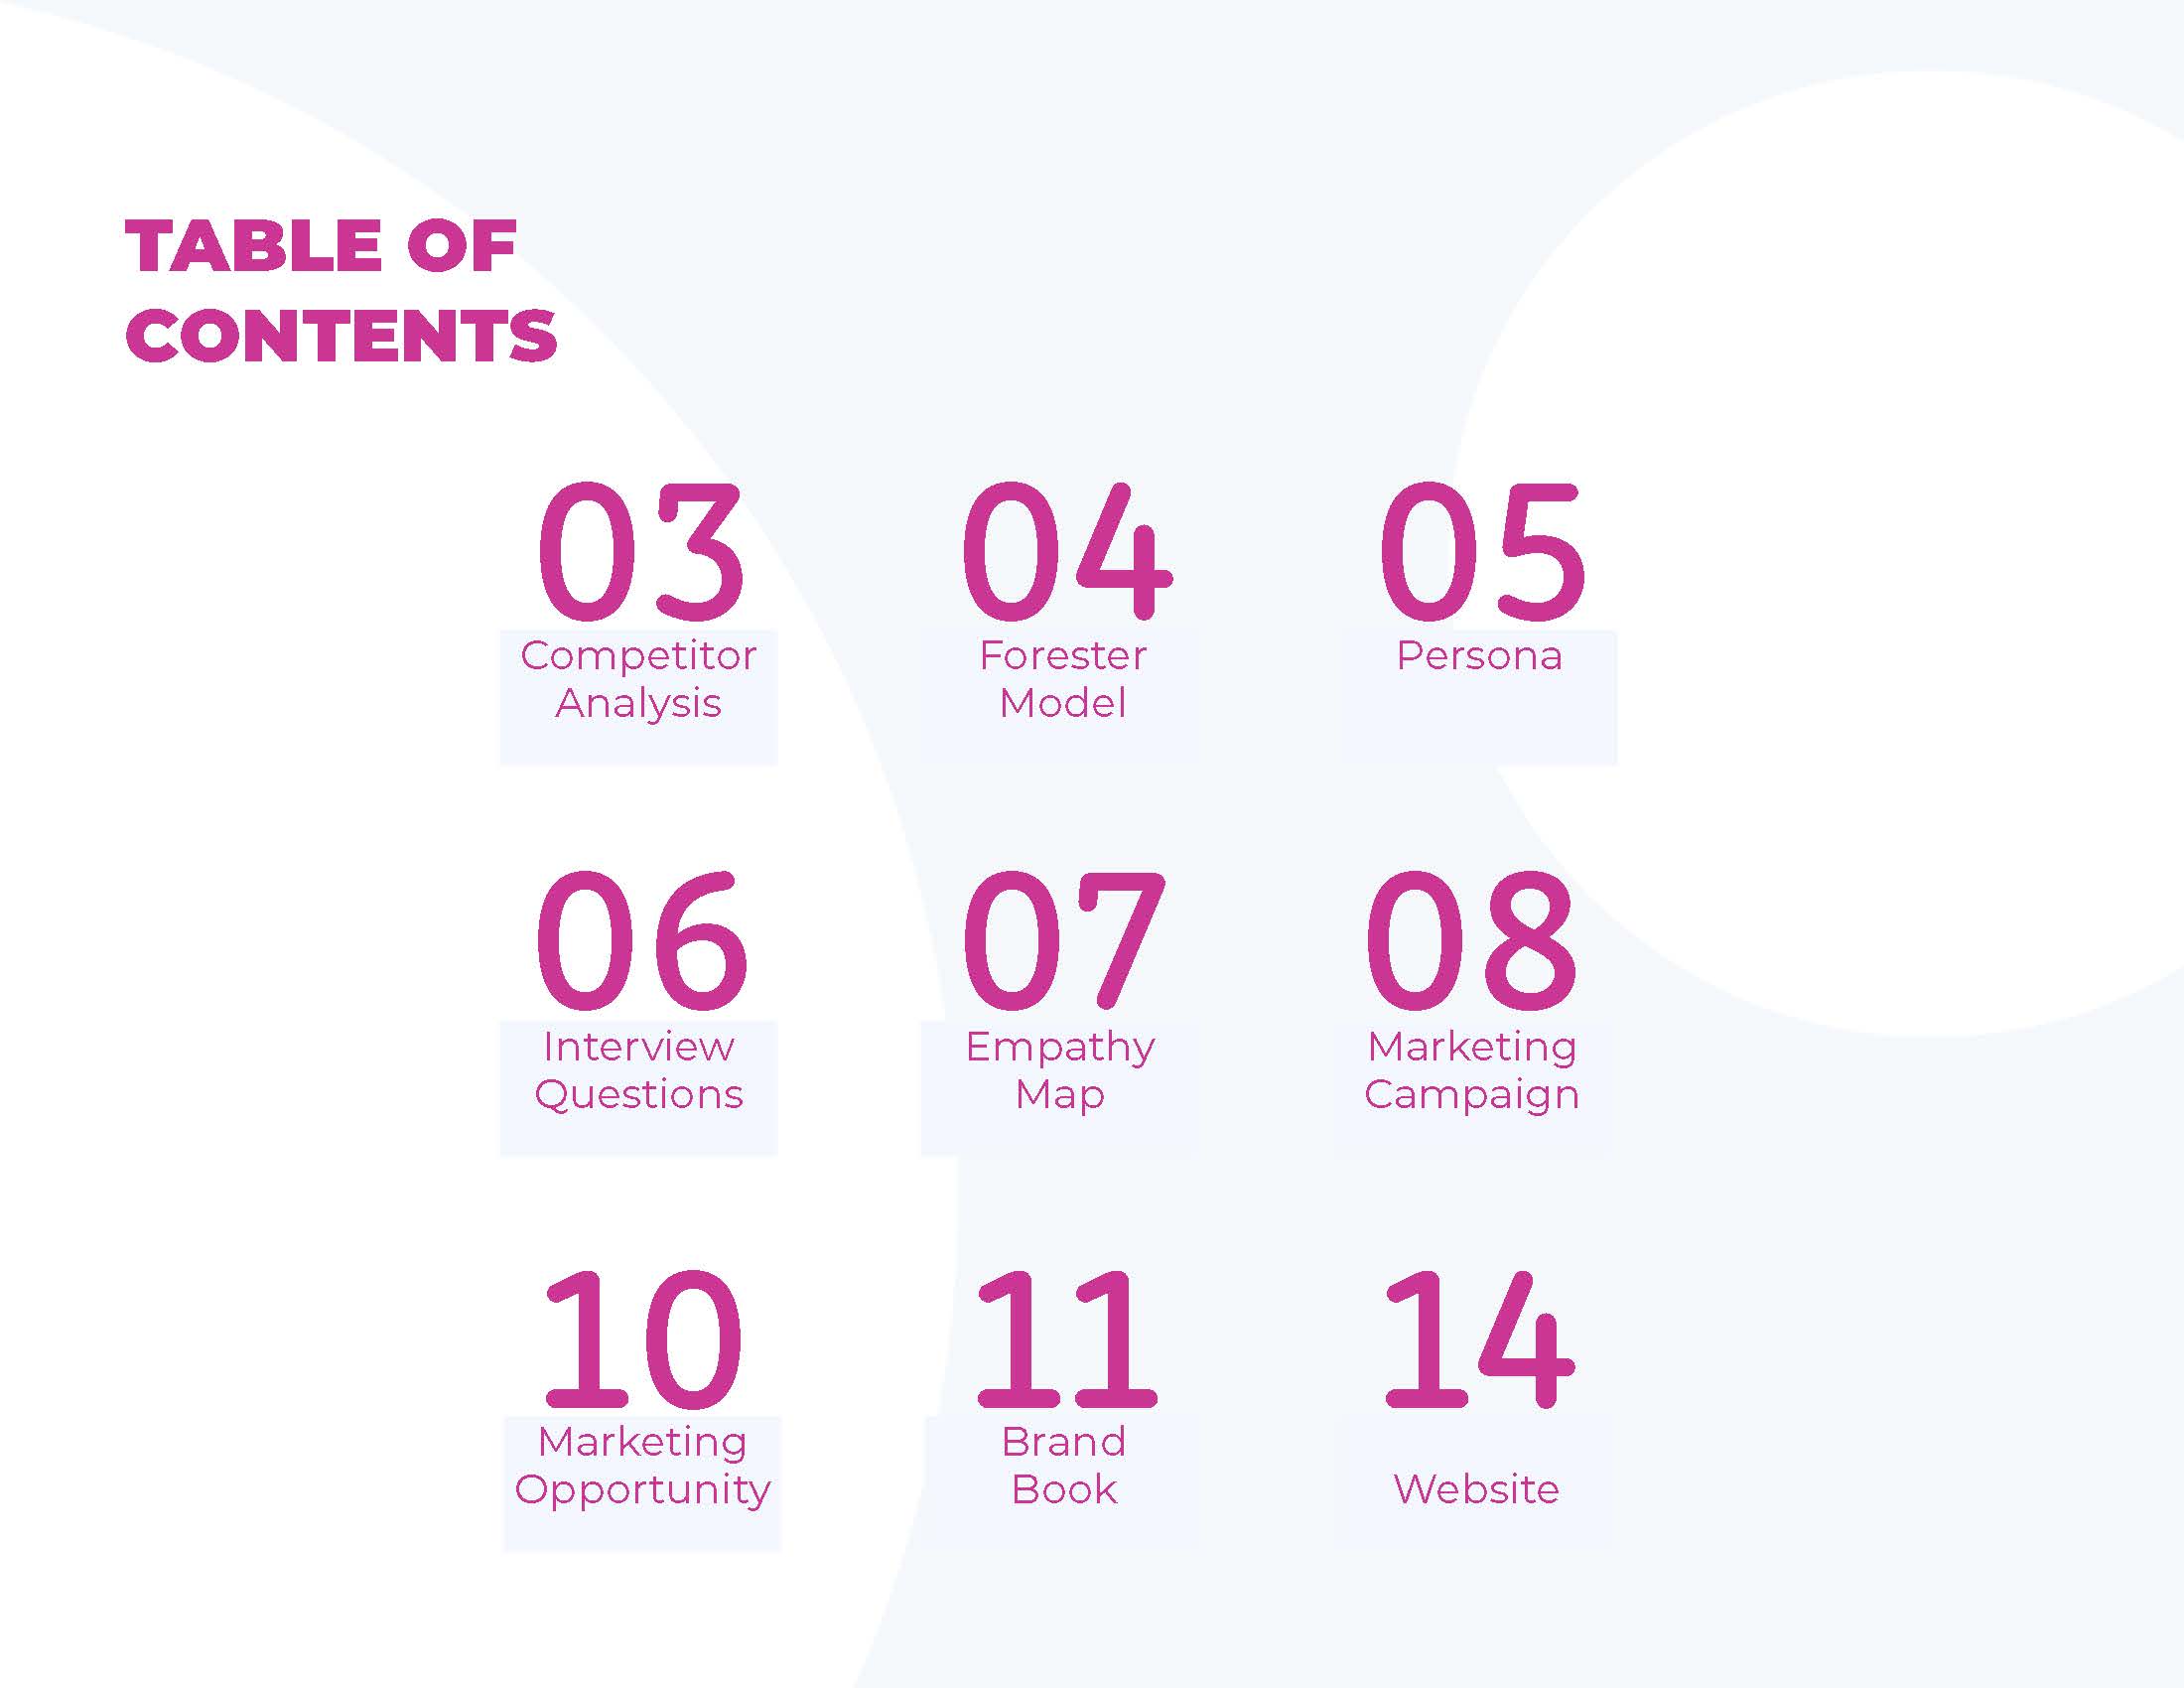 TABLE OF
CONTENTS
03
Competitor
Analysis
04
Forester
Model
05
Persona
06
Interview
Questions
07
Empathy
Map
08
Marketing
Campaign
10
Marketing
Opportunity
11
Brand
Book
14
Website